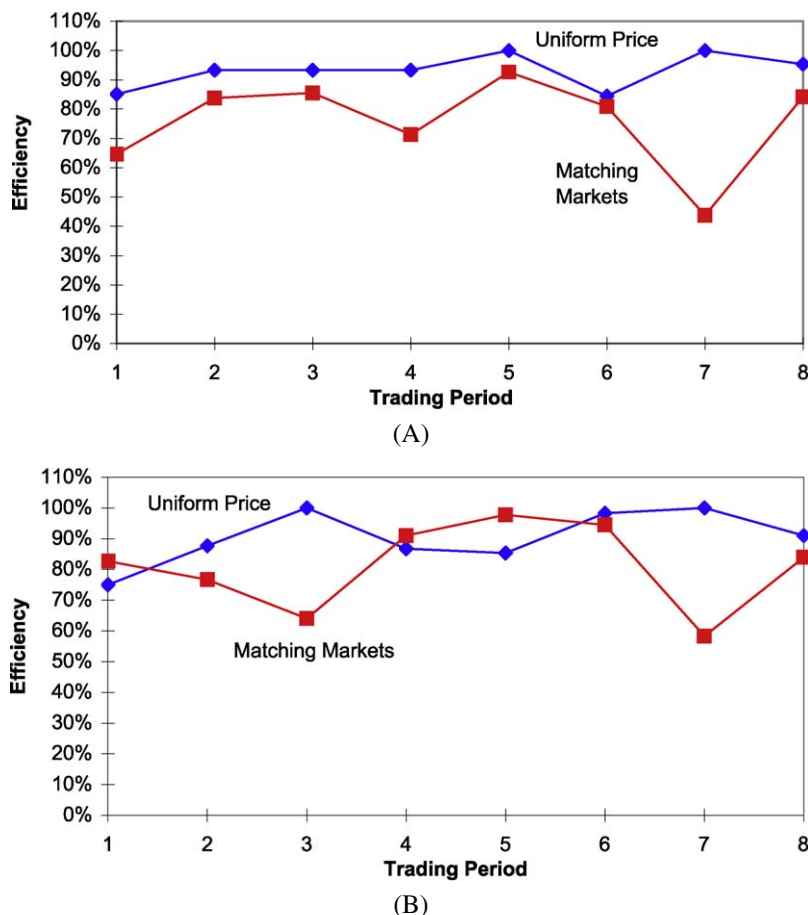 110%
100%
90%
80%
70%
60%
50%
40%
30%
20%
10%
0%
Efficiency
Uniform Price
Matching
Markets
1 2 3 4 5 6 7 8
Trading Period
(A)
110%
100%
90%
80%
70%
60%
50%
40%
30%
20%
10%
0%
Efficiency
Uniform Price
Matching Markets
1 2 3 4 5 6 7 8
Trading Period
(B)